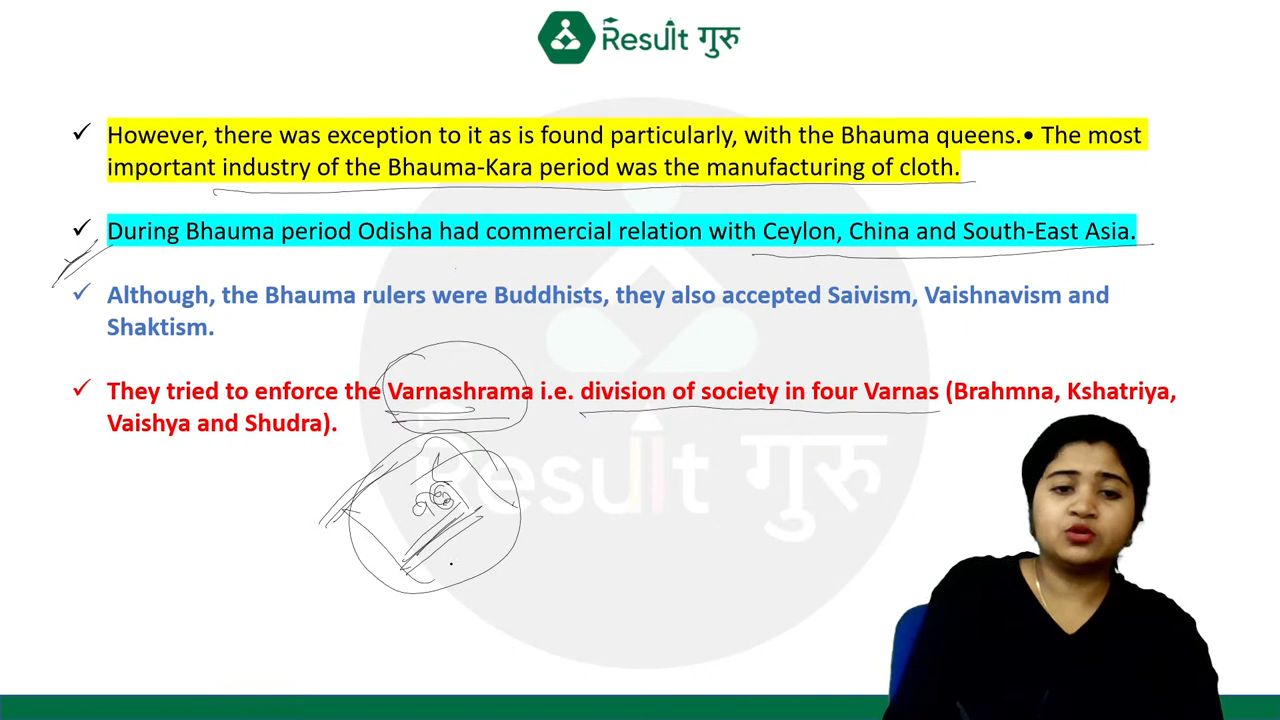 Result गुरु
However, there was exception to it as is found particularly, with the Bhauma queens.• The most
important industry of the Bhauma-Kara period was the manufacturing of cloth.
During Bhauma period Odisha had commercial relation with Ceylon, China and South-East Asia.
Although, the Bhauma rulers were Buddhists, they also accepted Saivism, Vaishnavism and
Shaktism.
They tried to enforce the Varnashrama i.e. division of society in four Varnas (Brahmna, Kshatriya,
Vaishya and Shudra).
Result गुरु